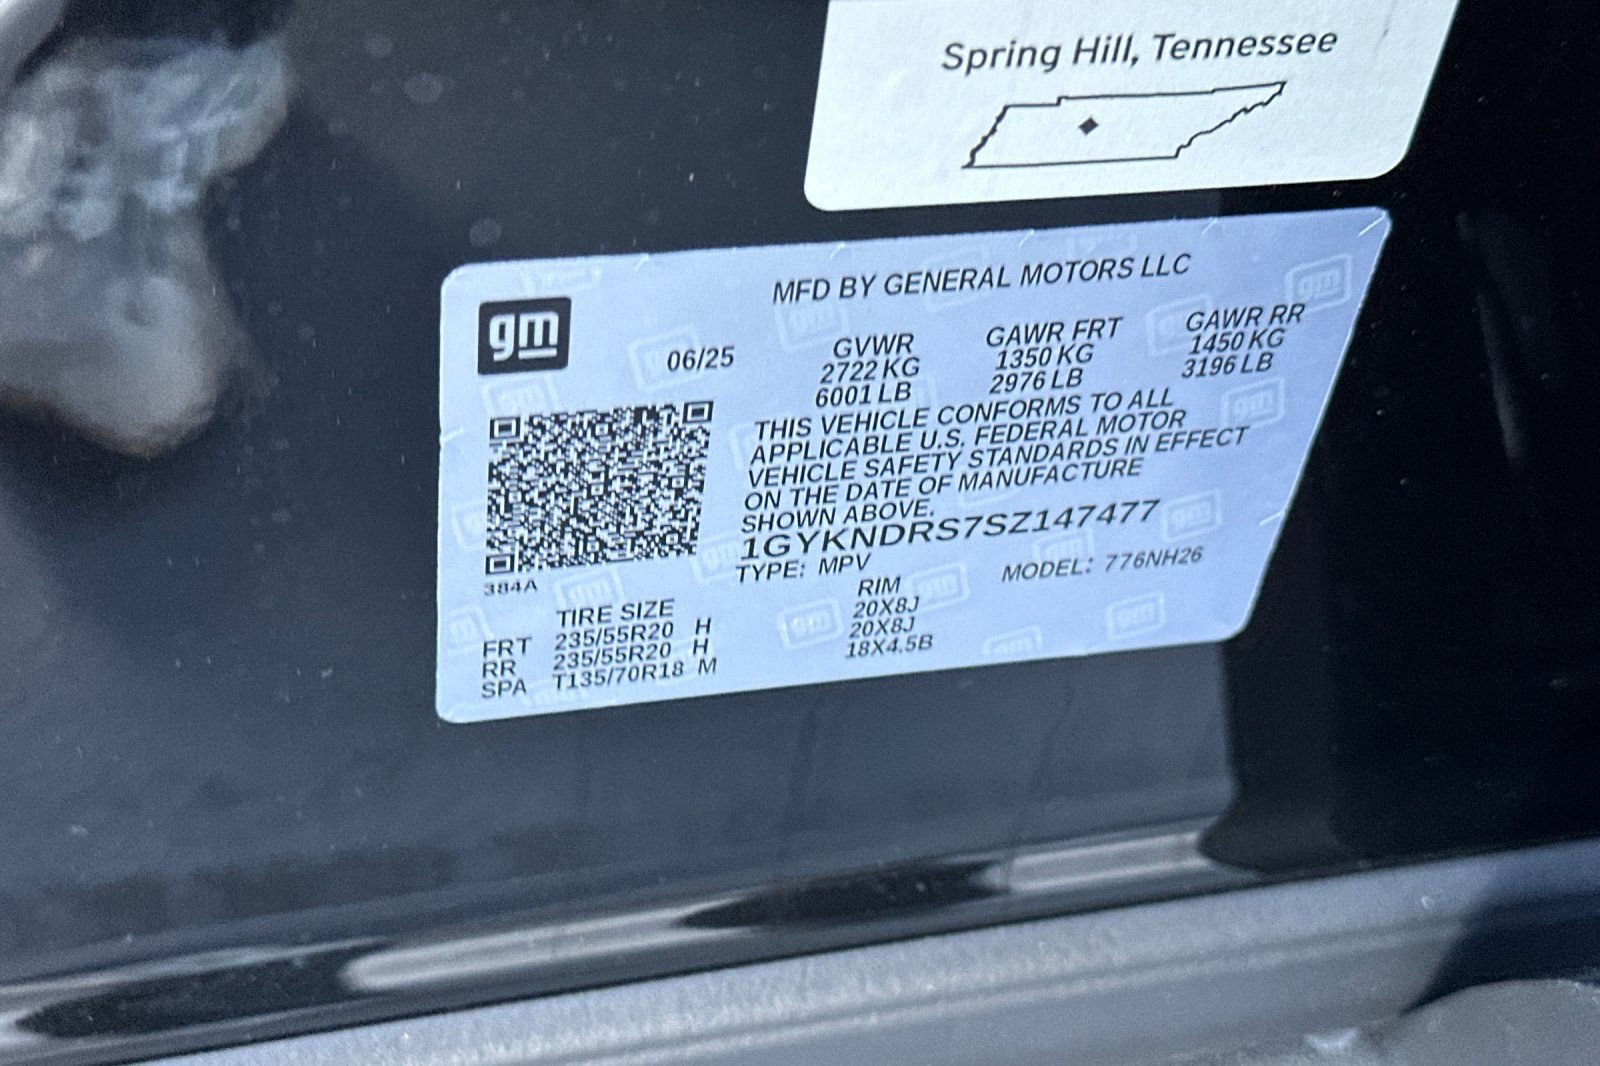 Spring Hill, Tennessee
MFD BY GENERAL MOTORS LLC
gm
06/25
GVWR GAWR FRT GAWR RR
2722 KG 1350 KG 1450 KG
6001 LB 2976 LB 3196 LB
THIS VEHICLE CONFORMS TO ALL
APPLICABLE U.S. FEDERAL MOTOR
VEHICLE SAFETY STANDARDS IN EFFECT
ON THE DATE OF MANUFACTURE
SHOWN ABOVE.
1GYKNDRS7SZ147477
TYPE: MPV MODEL: 776NH26
384A
TIRE SIZE RIM
FRT 235/55R20 H 20X8J
RR 235/55R20 H 20X8J
SPA T135/70R18 M 18X4.5B